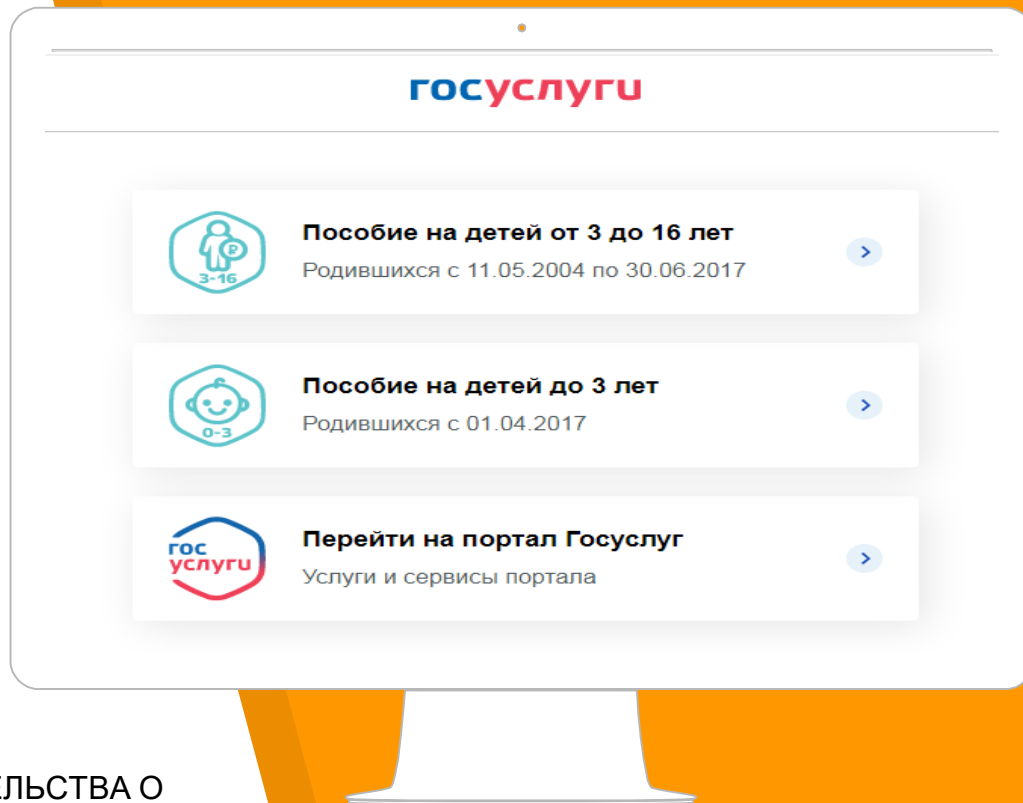 госуслуги
Пособие на детей от 3 до 16 лет
Родившихся с 11.05.2004 по 30.06.2017
3-16
Пособие на детей до 3 лет
Родившихся с 01.04.2017
0-3
Перейти на портал Госуслуг
гос
услуги
Услуги и сервисы портала
ЕЛЬСТВА О